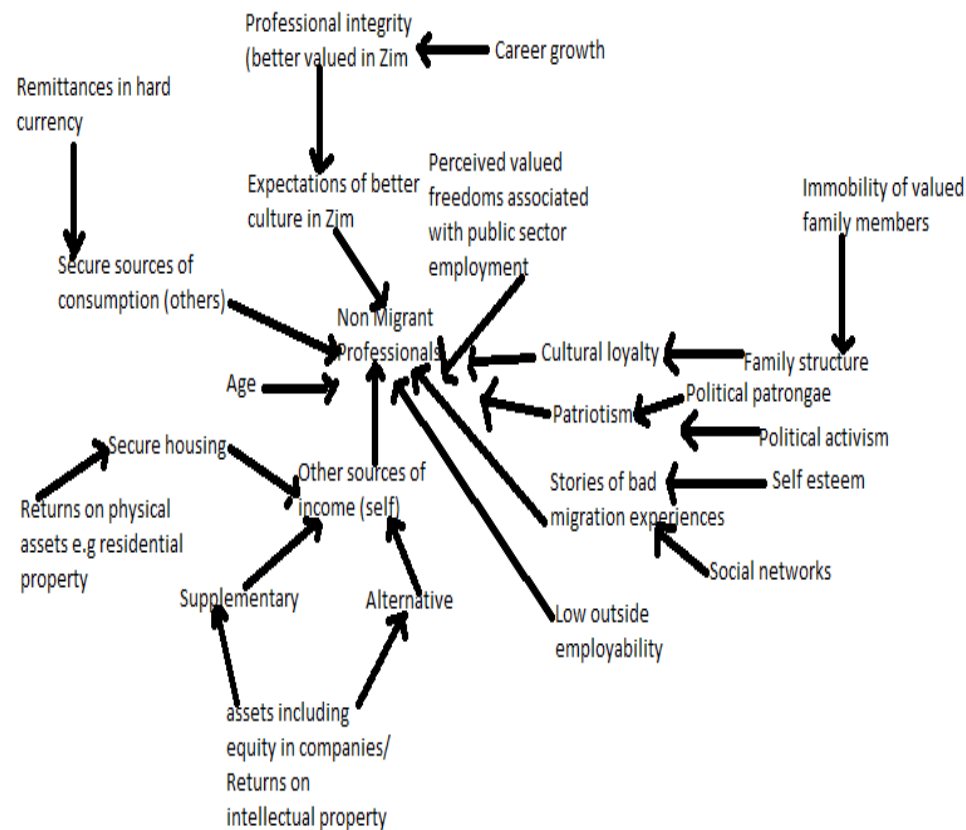 Professional integrity
(better valued in Zim
Career growth
Remittances in hard
currency
Expectations of better
culture in Zim
Perceived valued
freedoms associated
with public sector
employment
Immobility of valued
family members
Secure sources of
consumption (others)
Non Migrant
Professionals
Cultural loyalty
Family structure
Age
Patriotism
Political patrongae
Political activism
Secure housing
Other sources of
income (self)
Stories of bad
migration experiences
Self esteem
Returns on physical
assets e.g residential
property
Social networks
Supplementary
Alternative
Low outside
employability
assets including
equity in companies/
Returns on
intellectual property